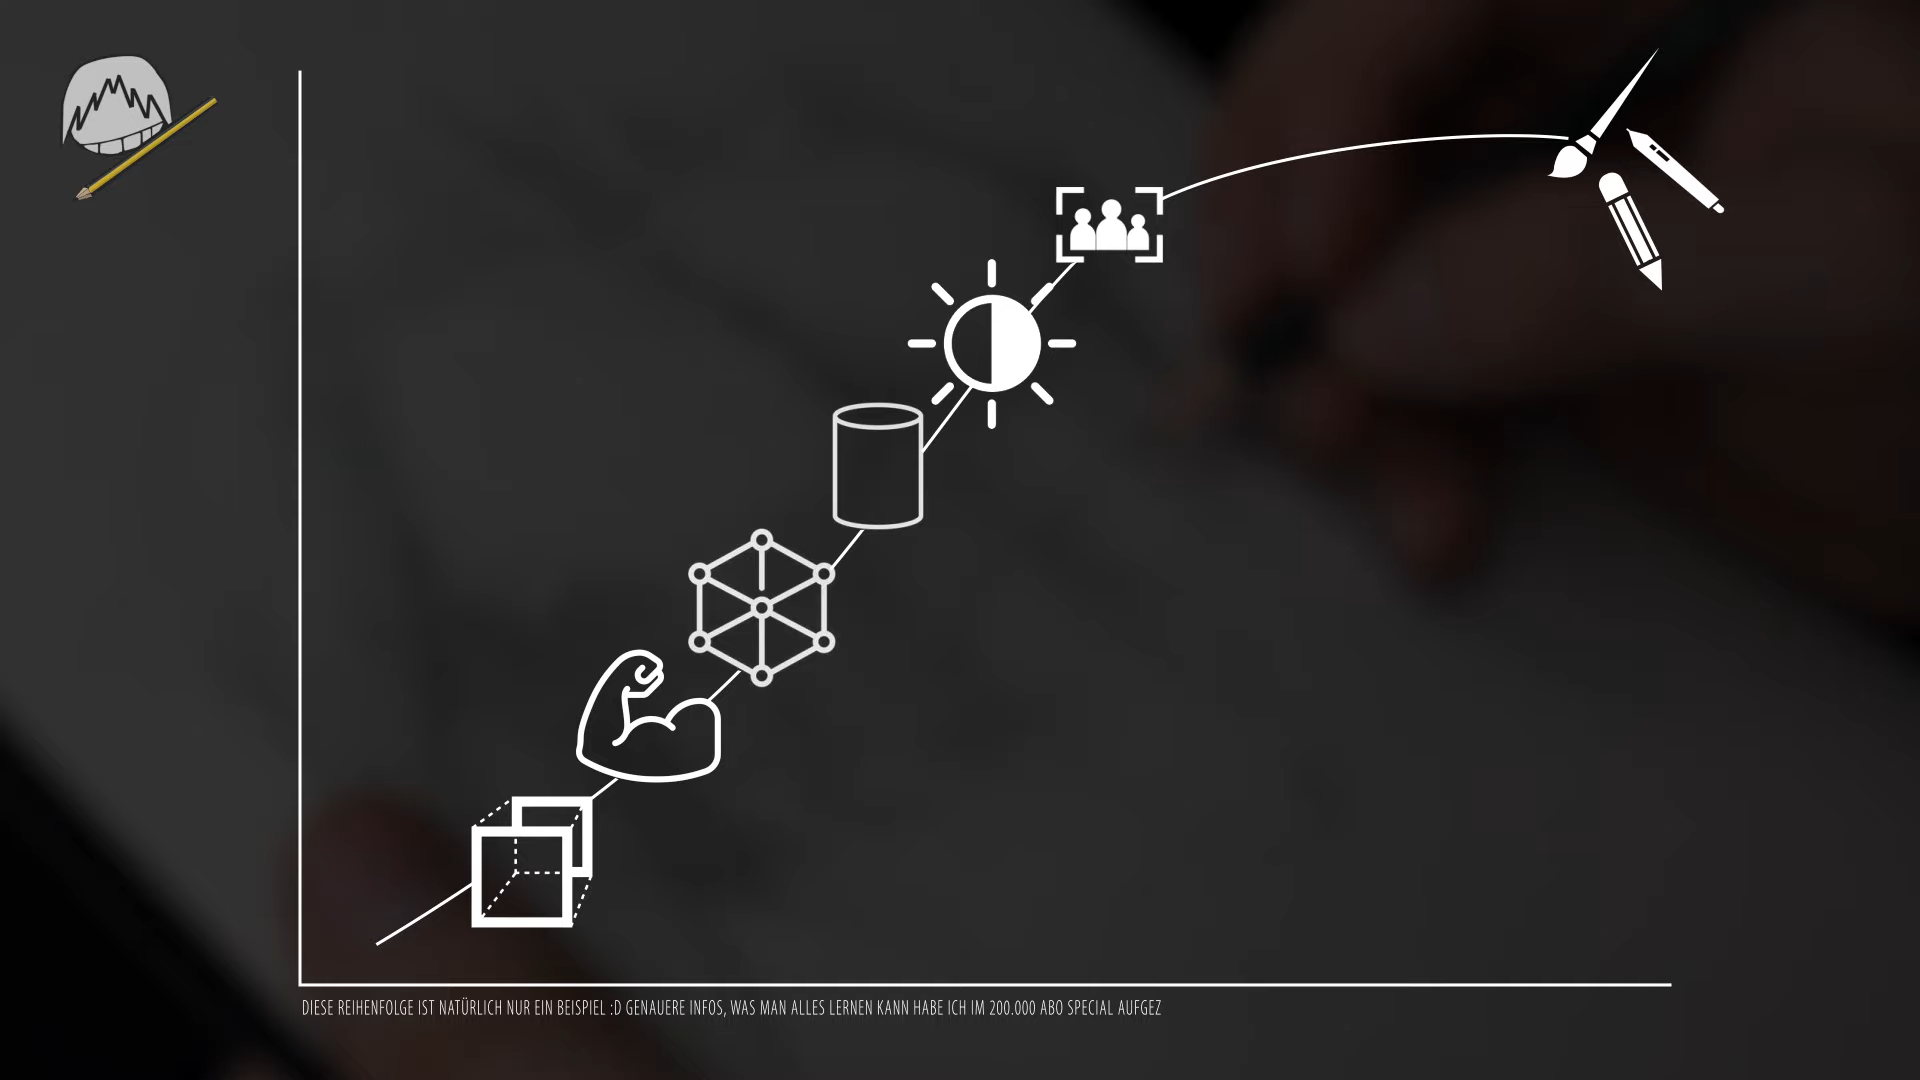 DIESE REIHENFOLGE IST NATÜRLICH NUR EIN BEISPIEL :D GENAUERE INFOS, WAS MAN ALLES LERNEN KANN HABE ICH IM 200.000 ABO SPECIAL AUFGEZ